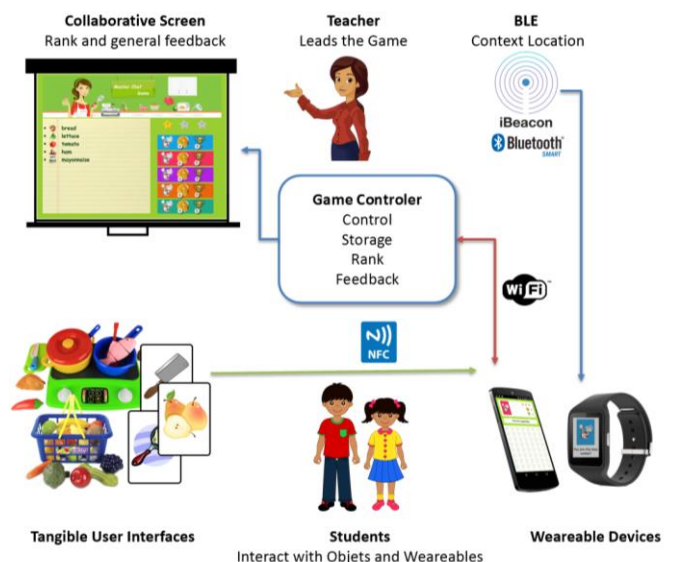 Collaborative Screen
Rank and general feedback
Teacher
Leads the Game
BLE
Context Location
iBeacon
Bluetooth
SMART
Master Chef
Game
bread
lettuce
tomato
ham
mayonnaise
Game Controler
Control
Storage
Rank
Feedback
WiFi
NFC
Tangible User Interfaces
Students
Interact with Objets and Weareables
Weareable Devices